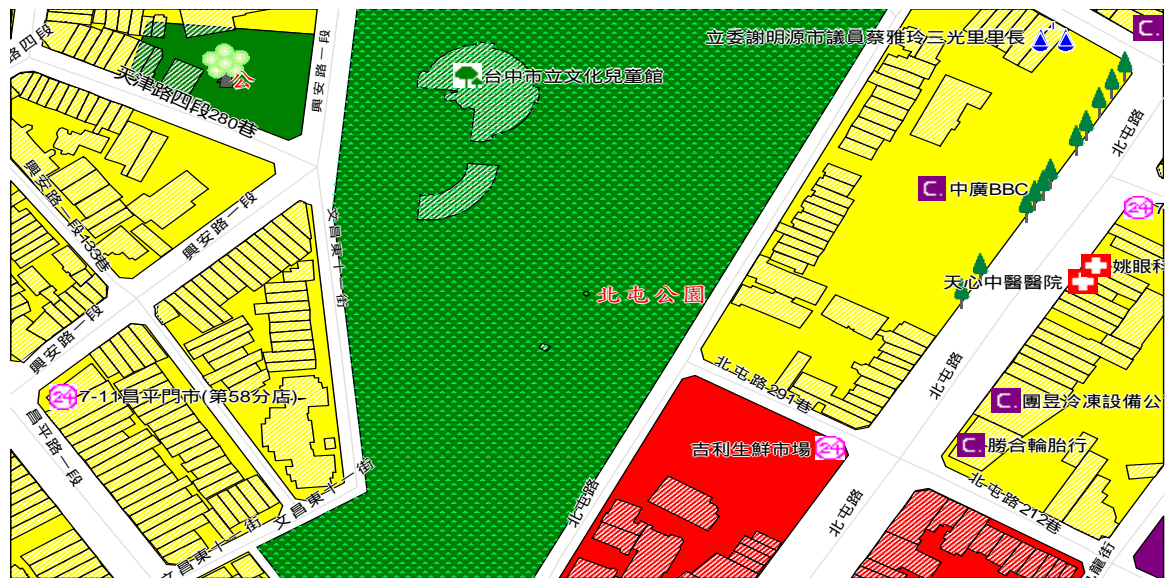 路四段
興安路一段
立委謝明源市議員蔡雅玲三光里里長
C.
台中市立文化兒童館
公
天津路四段280巷
北屯路
興安路一段133巷
興安路一段
文昌東十一街
C.
中廣BBC
24
7
姚眼科
天心中醫醫院
北屯公園
興安路一段
北屯路
北屯路291巷
24
7-11昌平門市(第58分店)
C.
團昱冷凍設備公
昌平路一段
吉利生鮮市場
24
C.
勝合輪胎行
文昌東十一街
北屯路
北屯路
北屯路212巷
文昌東十一街
龍街